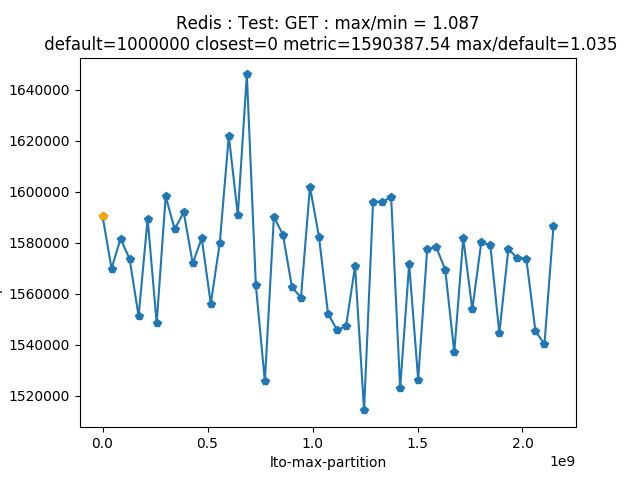 Redis : Test: GET : max/min = 1.087
default=1000000 closest=0 metric=1590387.54 max/default=1.035
1640000
1620000
1600000
1580000
1560000
1540000
1520000
0.0 0.5 1.0 1.5 2.0
1e9
lto-max-partition